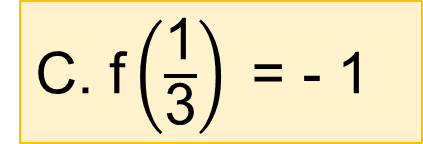 C. f(1/3) = - 1